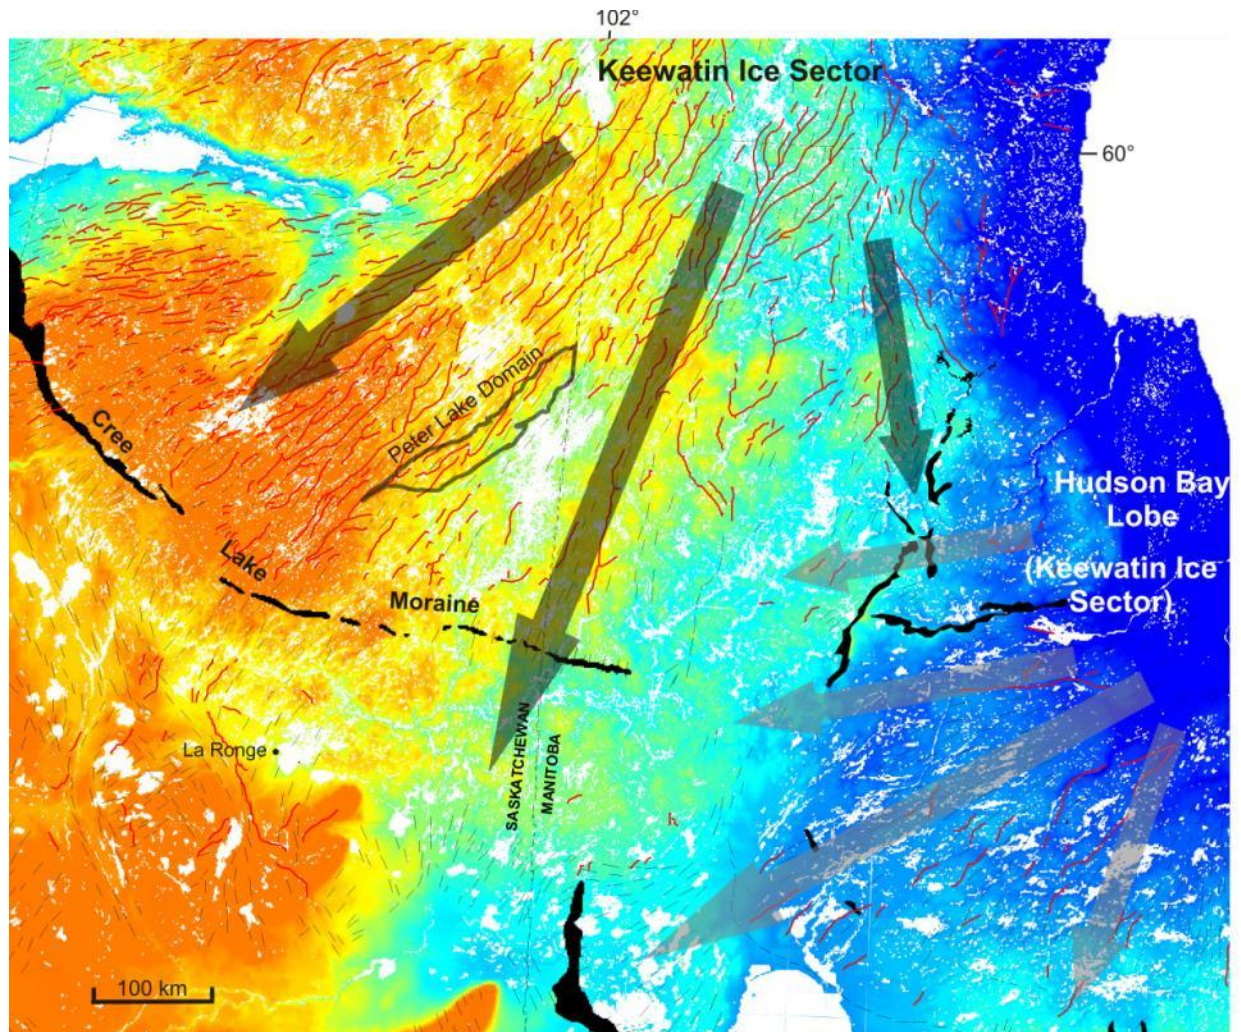 102°
Keewatin Ice Sector
60°
Peter Lake Domain
Cree
Hudson Bay
Lobe
(Keewatin Ice
Sector)
Lake
Moraine
La Ronge
SASKATCHEWAN
MANITOBA
100 km